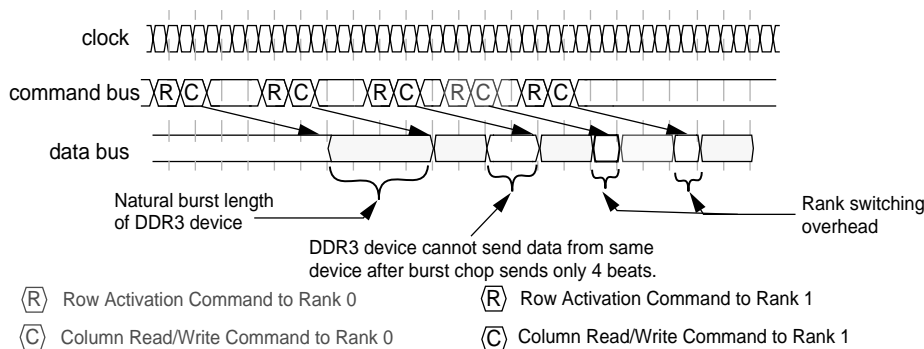 clock
command bus R C R C R C R C R C
data bus
Natural burst length
of DDR3 device
Rank switching
overhead
DDR3 device cannot send data from same
device after burst chop sends only 4 beats.
R Row Activation Command to Rank 0
R Row Activation Command to Rank 1
C Column Read/Write Command to Rank 0
C Column Read/Write Command to Rank 1